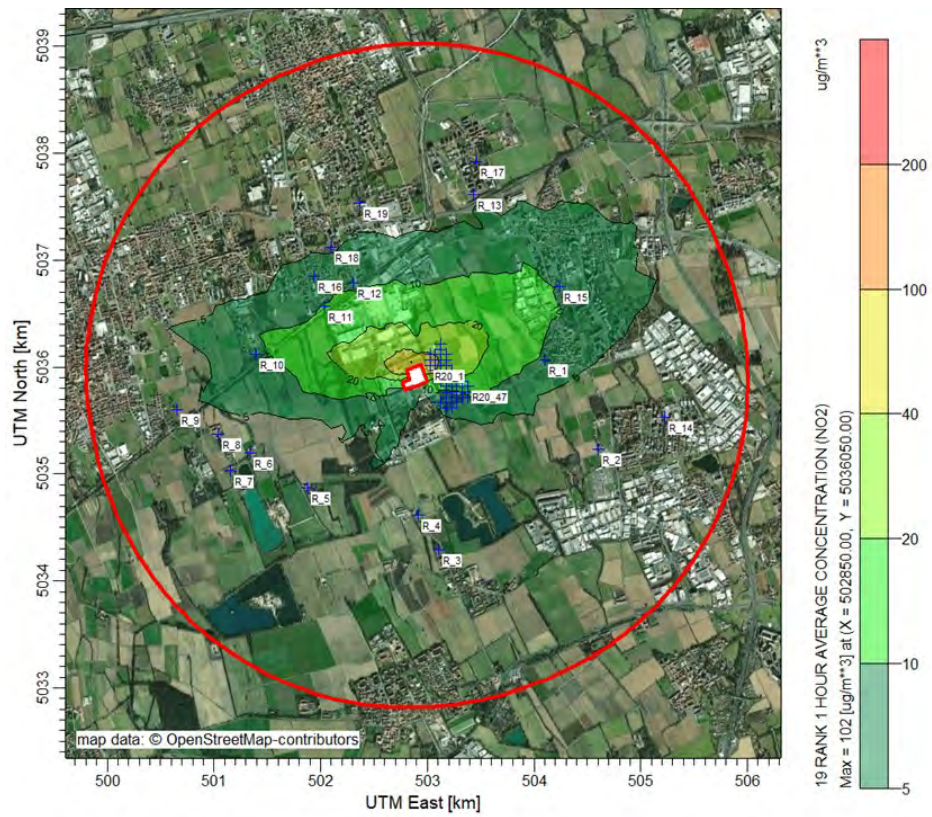 5039
5038
5037
5036
5035
5034
5033
UTM North [km]
R_17
R_13
R_19
R_18
R_16
R_12
R_15
R_11
R_10
R_1
R20_1
R20_47
R_9
R_14
R_8
R_2
R_6
R_7
R_5
R_4
R_3
20
20
map data: © OpenStreetMap-contributors
500
501
502
503
504
505
506
UTM East [km]
ug/m**3
200
100
40
20
10
5
19 RANK 1 HOUR AVERAGE CONCENTRATION (NO2)
Max = 102 [ug/m**3] at (X = 502850.00, Y = 5036050.00)